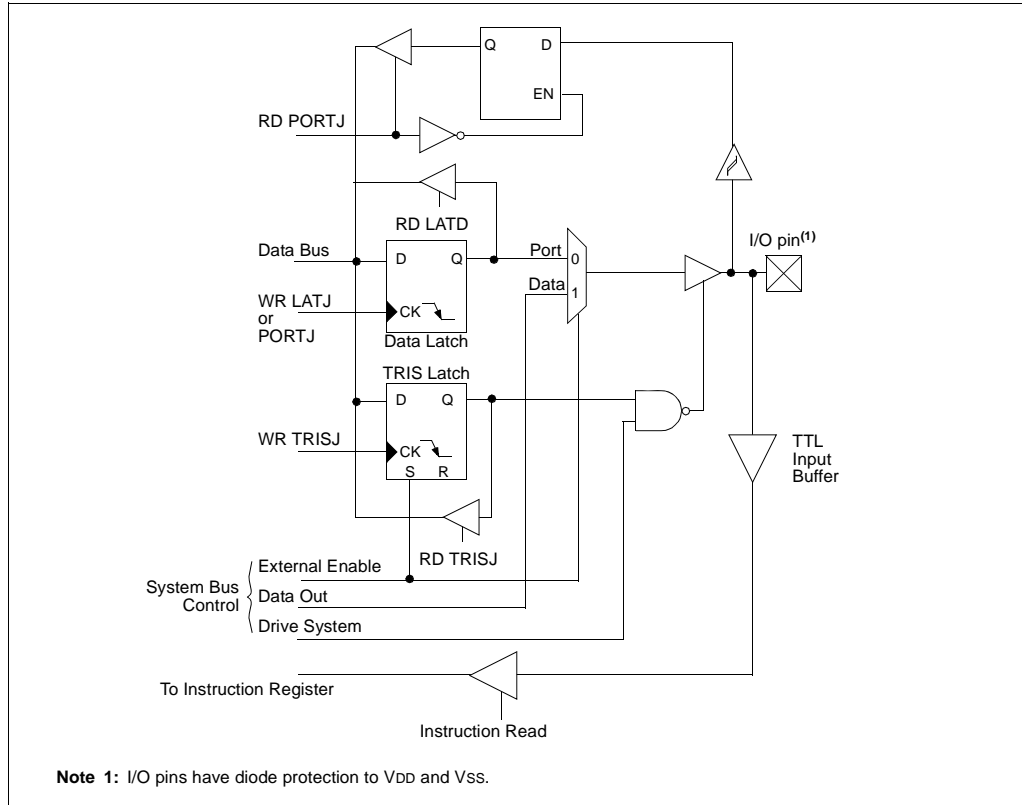 Q D
EN
RD PORTJ
RD LATD
I/O pin(1)
Data Bus
D Q
Port
0
Data
1
WR LATJ
or
PORTJ
CK
Data Latch
TRIS Latch
D Q
WR TRISJ
CK
S R
TTL
Input
Buffer
RD TRISJ
External Enable
System Bus
Control
Data Out
Drive System
To Instruction Register
Instruction Read
Note 1: I/O pins have diode protection to VDD and VSS.